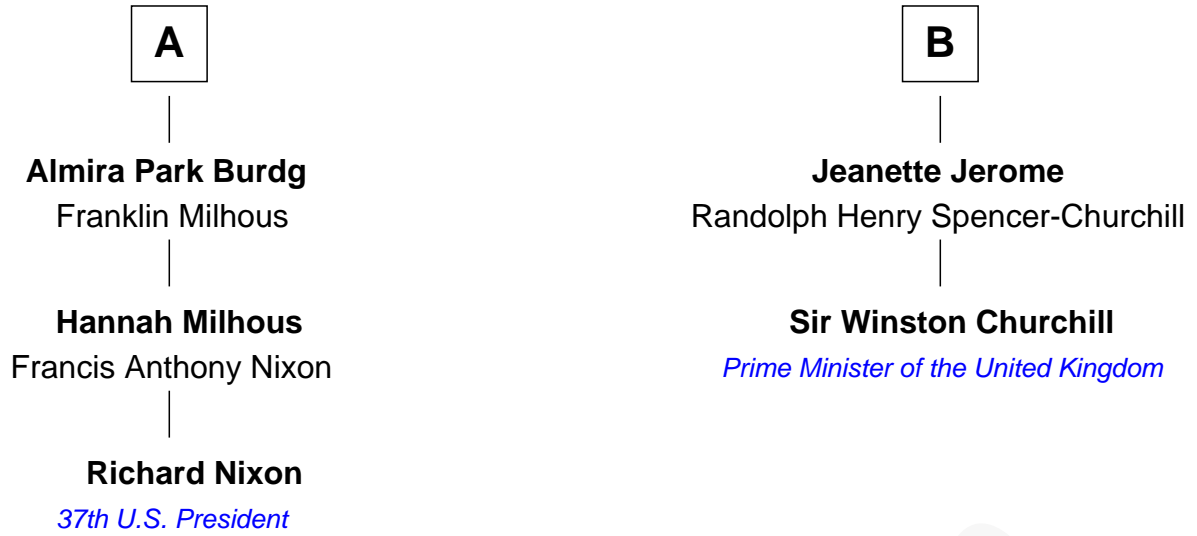 A
Almira Park Burdg
Franklin Milhous
Hannah Milhous
Francis Anthony Nixon
Richard Nixon
37th U.S. President
B
Jeanette Jerome
Randolph Henry Spencer-Churchill
Sir Winston Churchill
Prime Minister of the United Kingdom